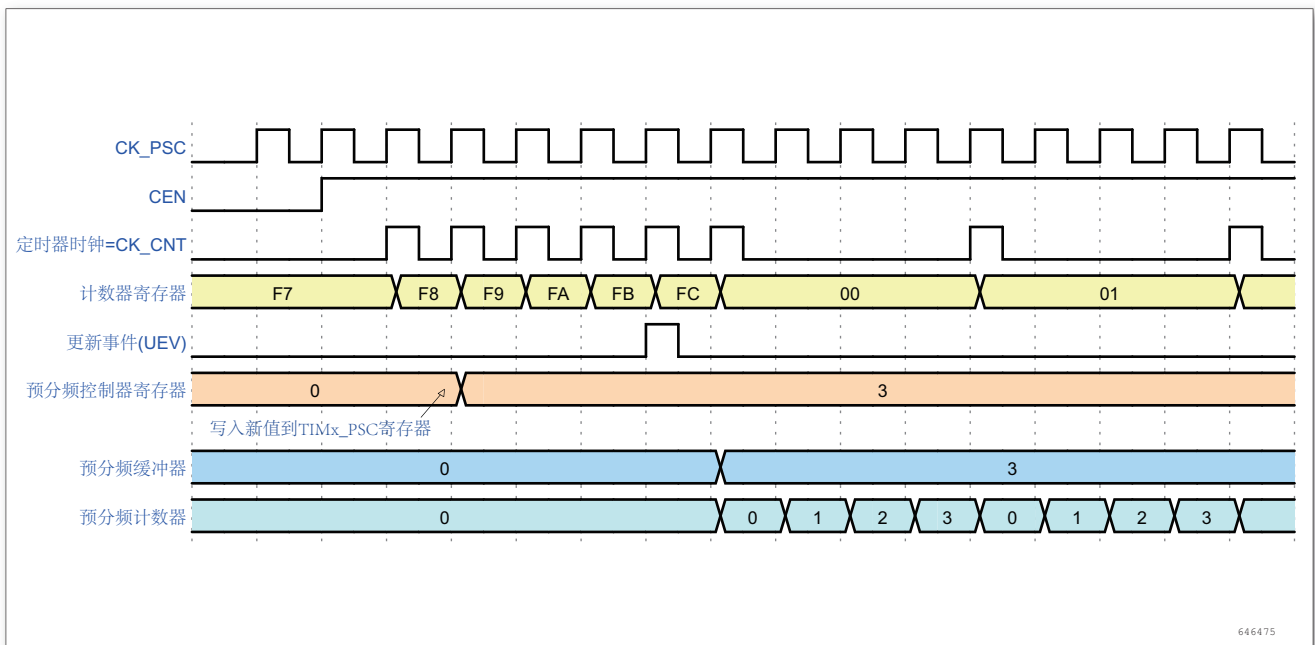 CK_PSC
CEN
定时器时钟=CK_CNT
计数器寄存器 F7 F8 F9 FA FB FC 00 01
更新事件(UEV)
预分频控制器寄存器 0 3
写入新值到TIMx_PSC寄存器
预分频缓冲器 0 3
预分频计数器 0 0 1 2 3 0 1 2 3
646475